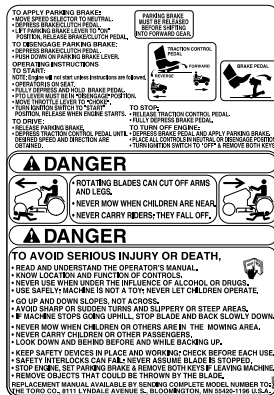 TO APPLY PARKING BRAKE:
• MOVE SPEED SELECTOR TO NEUTRAL.
• DEPRESS BRAKE/CLUTCH PEDAL.
• LIFT PARKING BRAKE LEVER TO "ON"
POSITION, RELEASE BRAKE/CLUTCH PEDAL.
TO DISENGAGE PARKING BRAKE:
• DEPRESS BRAKE/CLUTCH PEDAL.
• PUSH DOWN ON PARKING BRAKE LEVER.
OPERATING INSTRUCTIONS
TO START:
NOTE: Engine will not start unless instructions are followed.
• OPERATOR IS ON SEAT.
• FULLY DEPRESS AND HOLD BRAKE PEDAL.
• PTO LEVER MUST BE IN "DISENGAGE" POSITION.
• MOVE THROTTLE LEVER TO "CHOKE".
• TURN IGNITION SWITCH TO "START"
POSITION, RELEASE WHEN ENGINE STARTS.
TO DRIVE:
• RELEASE PARKING BRAKE.
• DEPRESS TRACTION CONTROL PEDAL UNTIL
DESIRED SPEED AND DIRECTION ARE
OBTAINED.
PARKING BRAKE
MUST BE RELEASED
BEFORE SHIFTING
INTO FORWARD GEAR.
TRACTION CONTROL
PEDAL
FORWARD
REVERSE
BRAKE PEDAL
TO STOP:
• RELEASE TRACTION CONTROL PEDAL.
• FULLY DEPRESS BRAKE PEDAL.
TO TURN OFF ENGINE:
• DEPRESS BRAKE PEDAL AND APPLY PARKING BRAKE.
• PLACE ALL CONTROLS IN NEUTRAL OR DISENGAGE POSITION
• TURN IGNITION SWITCH TO "OFF" & REMOVE BOTH KEYS
DANGER
• ROTATING BLADES CAN CUT OFF ARMS
AND LEGS.
• NEVER MOW WHEN CHILDREN ARE NEAR.
• NEVER CARRY RIDERS; THEY FALL OFF.
DANGER
TO AVOID SERIOUS INJURY OR DEATH,
• READ AND UNDERSTAND THE OPERATOR'S MANUAL.
• KNOW LOCATION AND FUNCTION OF CONTROLS.
• NEVER USE WHEN UNDER THE INFLUENCE OF ALCOHOL OR DRUGS.
• USE SAFELY; MACHINE IS NOT A TOY; NEVER LET CHILDREN OPERATE.
• GO UP AND DOWN SLOPES, NOT ACROSS.
• AVOID SHARP OR SUDDEN TURNS AND SLIPPERY OR STEEP AREAS.
• IF MACHINE STOPS GOING UPHILL, STOP BLADE AND BACK SLOWLY DOWN.
• NEVER MOW WHEN CHILDREN OR OTHERS ARE IN THE MOWING AREA.
• NEVER CARRY CHILDREN OR OTHER PASSENGERS.
• LOOK DOWN AND BEHIND BEFORE AND WHILE BACKING UP.
• KEEP SAFETY DEVICES IN PLACE AND WORKING; CHECK BEFORE EACH USE.
• SAFETY INTERLOCKS CAN FAIL; NEVER ASSUME BLADE IS STOPPED.
• STOP ENGINE, SET PARKING BRAKE & REMOVE BOTH KEYS IF LEAVING MACHINE.
• REMOVE OBJECTS THAT COULD BE THROWN BY THE BLADE.
REPLACEMENT MANUAL AVAILABLE BY SENDING COMPLETE MODEL NUMBER TO:
THE TORO CO., 8111 LYNDALE AVENUE S., BLOOMINGTON, MN 55420-1196 U.S.A.